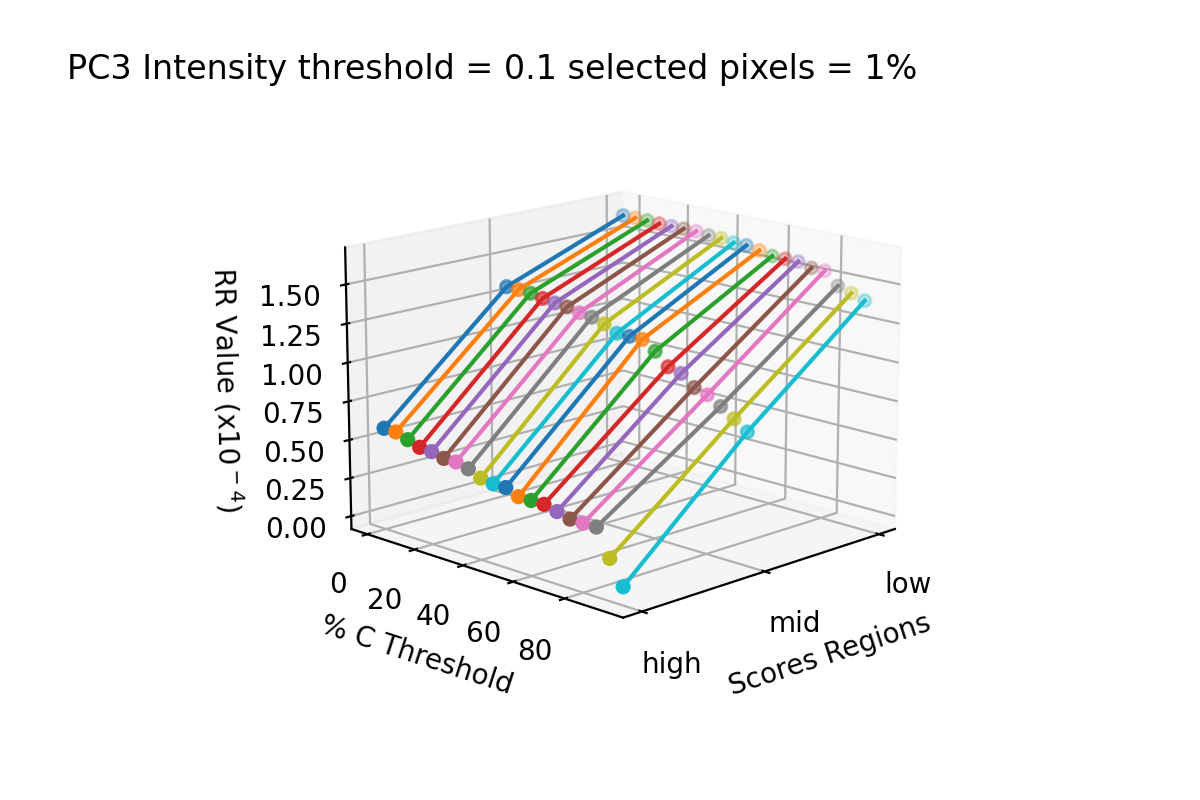 PC3 Intensity threshold = 0.1 selected pixels = 1%
RR Value (x10⁻⁴)
1.50
1.25
1.00
0.75
0.50
0.25
0.00
0
20
40
60
80
% C Threshold
high
mid
low
Scores Regions